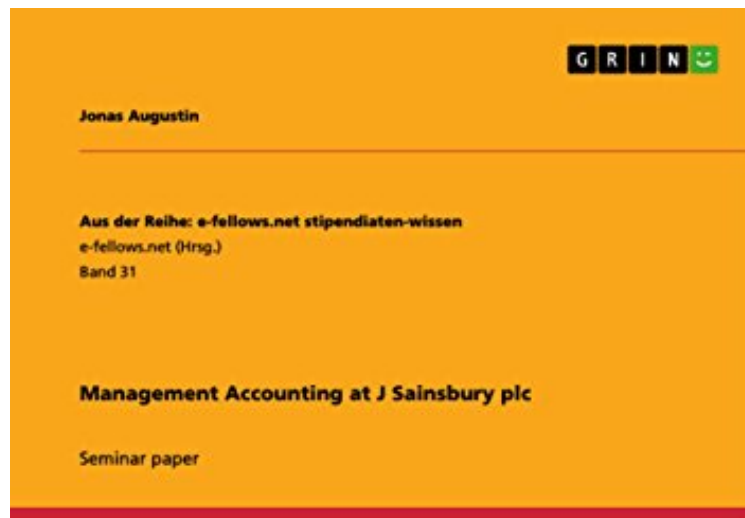 GRIN
Jonas Augustin
Aus der Reihe: e-fellows.net stipendiaten-wissen
e-fellows.net (Hrsg.)
Band 31
Management Accounting at J Sainsbury plc
Seminar paper